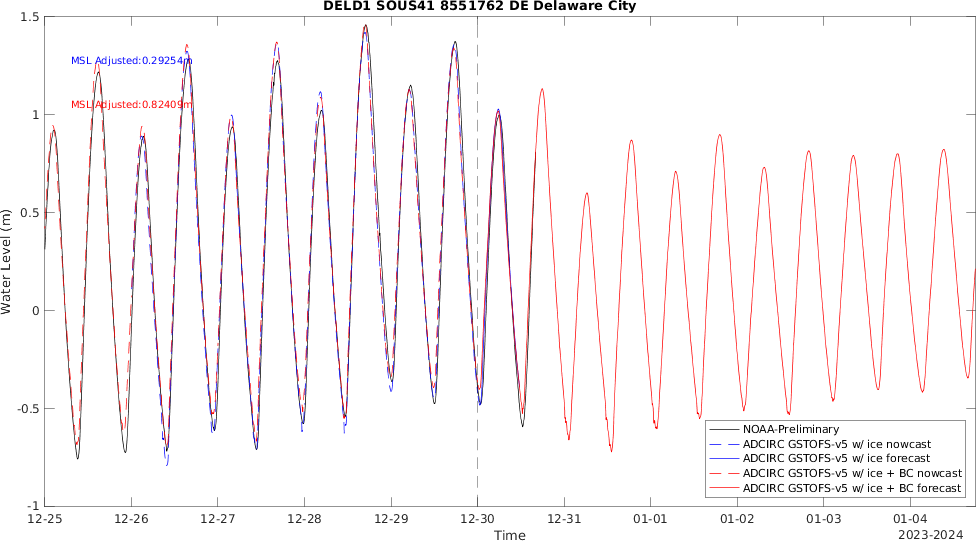 DELD1 SOUS41 8551762 DE Delaware City
1.5
MSL Adjusted:0.29254m
MSL Adjusted:0.82409m
1
0.5
0
-0.5
-1
Water Level (m)
NOAA-Preliminary
ADCIRC GSTOFS-v5 w/ ice nowcast
ADCIRC GSTOFS-v5 w/ ice forecast
ADCIRC GSTOFS-v5 w/ ice + BC nowcast
ADCIRC GSTOFS-v5 w/ ice + BC forecast
12-25 12-26 12-27 12-28 12-29 12-30 12-31 01-01 01-02 01-03 01-04
Time
2023-2024